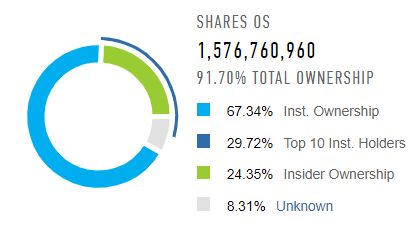 SHARES OS
1,576,760,960
91.70% TOTAL OWNERSHIP
67.34% Inst. Ownership
29.72% Top 10 Inst. Holders
24.35% Insider Ownership
8.31% Unknown